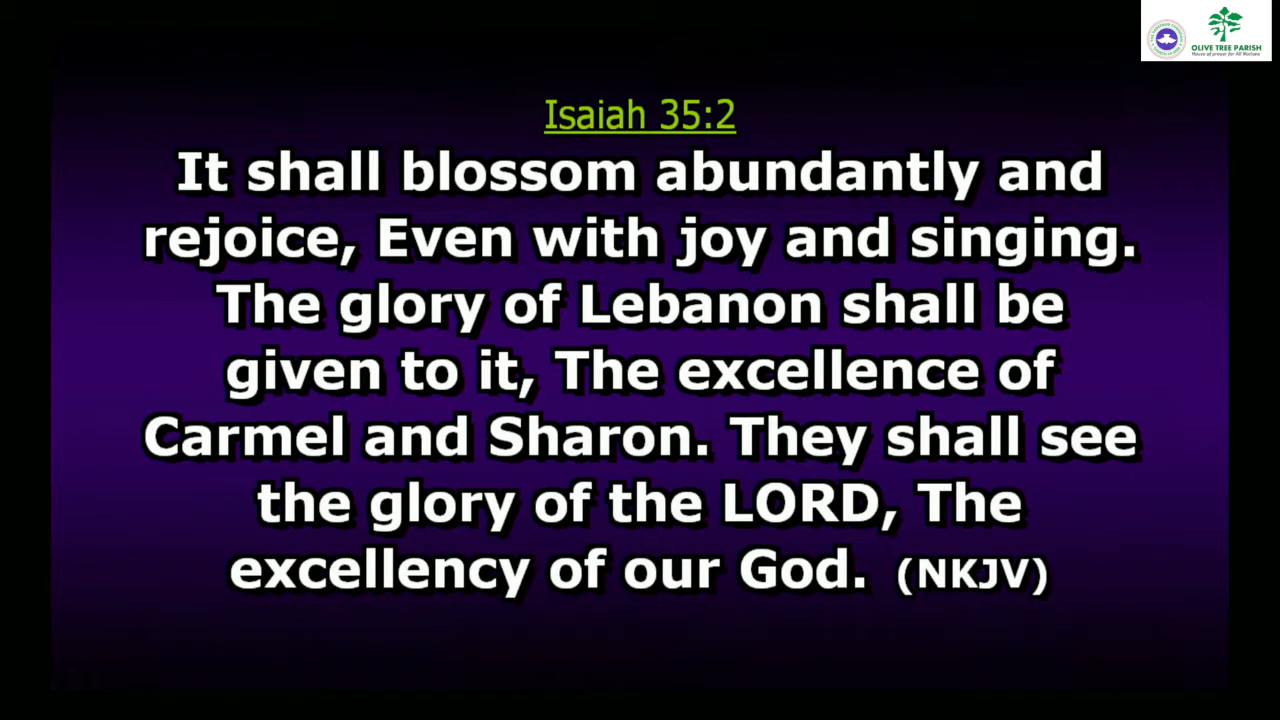 OLIVE TREE PARISH
House of prayer for All Nations
Isaiah 35:2
It shall blossom abundantly and
rejoice, Even with joy and singing.
The glory of Lebanon shall be
given to it, The excellence of
Carmel and Sharon. They shall see
the glory of the LORD, The
excellency of our God. (NKJV)